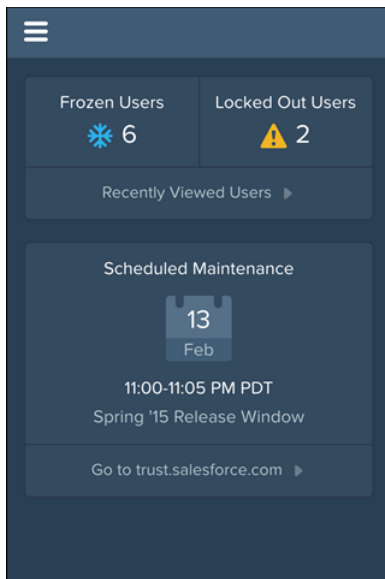 Frozen Users
6
Locked Out Users
2
Recently Viewed Users
Scheduled Maintenance
13
Feb
11:00-11:05 PM PDT
Spring '15 Release Window
Go to trust.salesforce.com